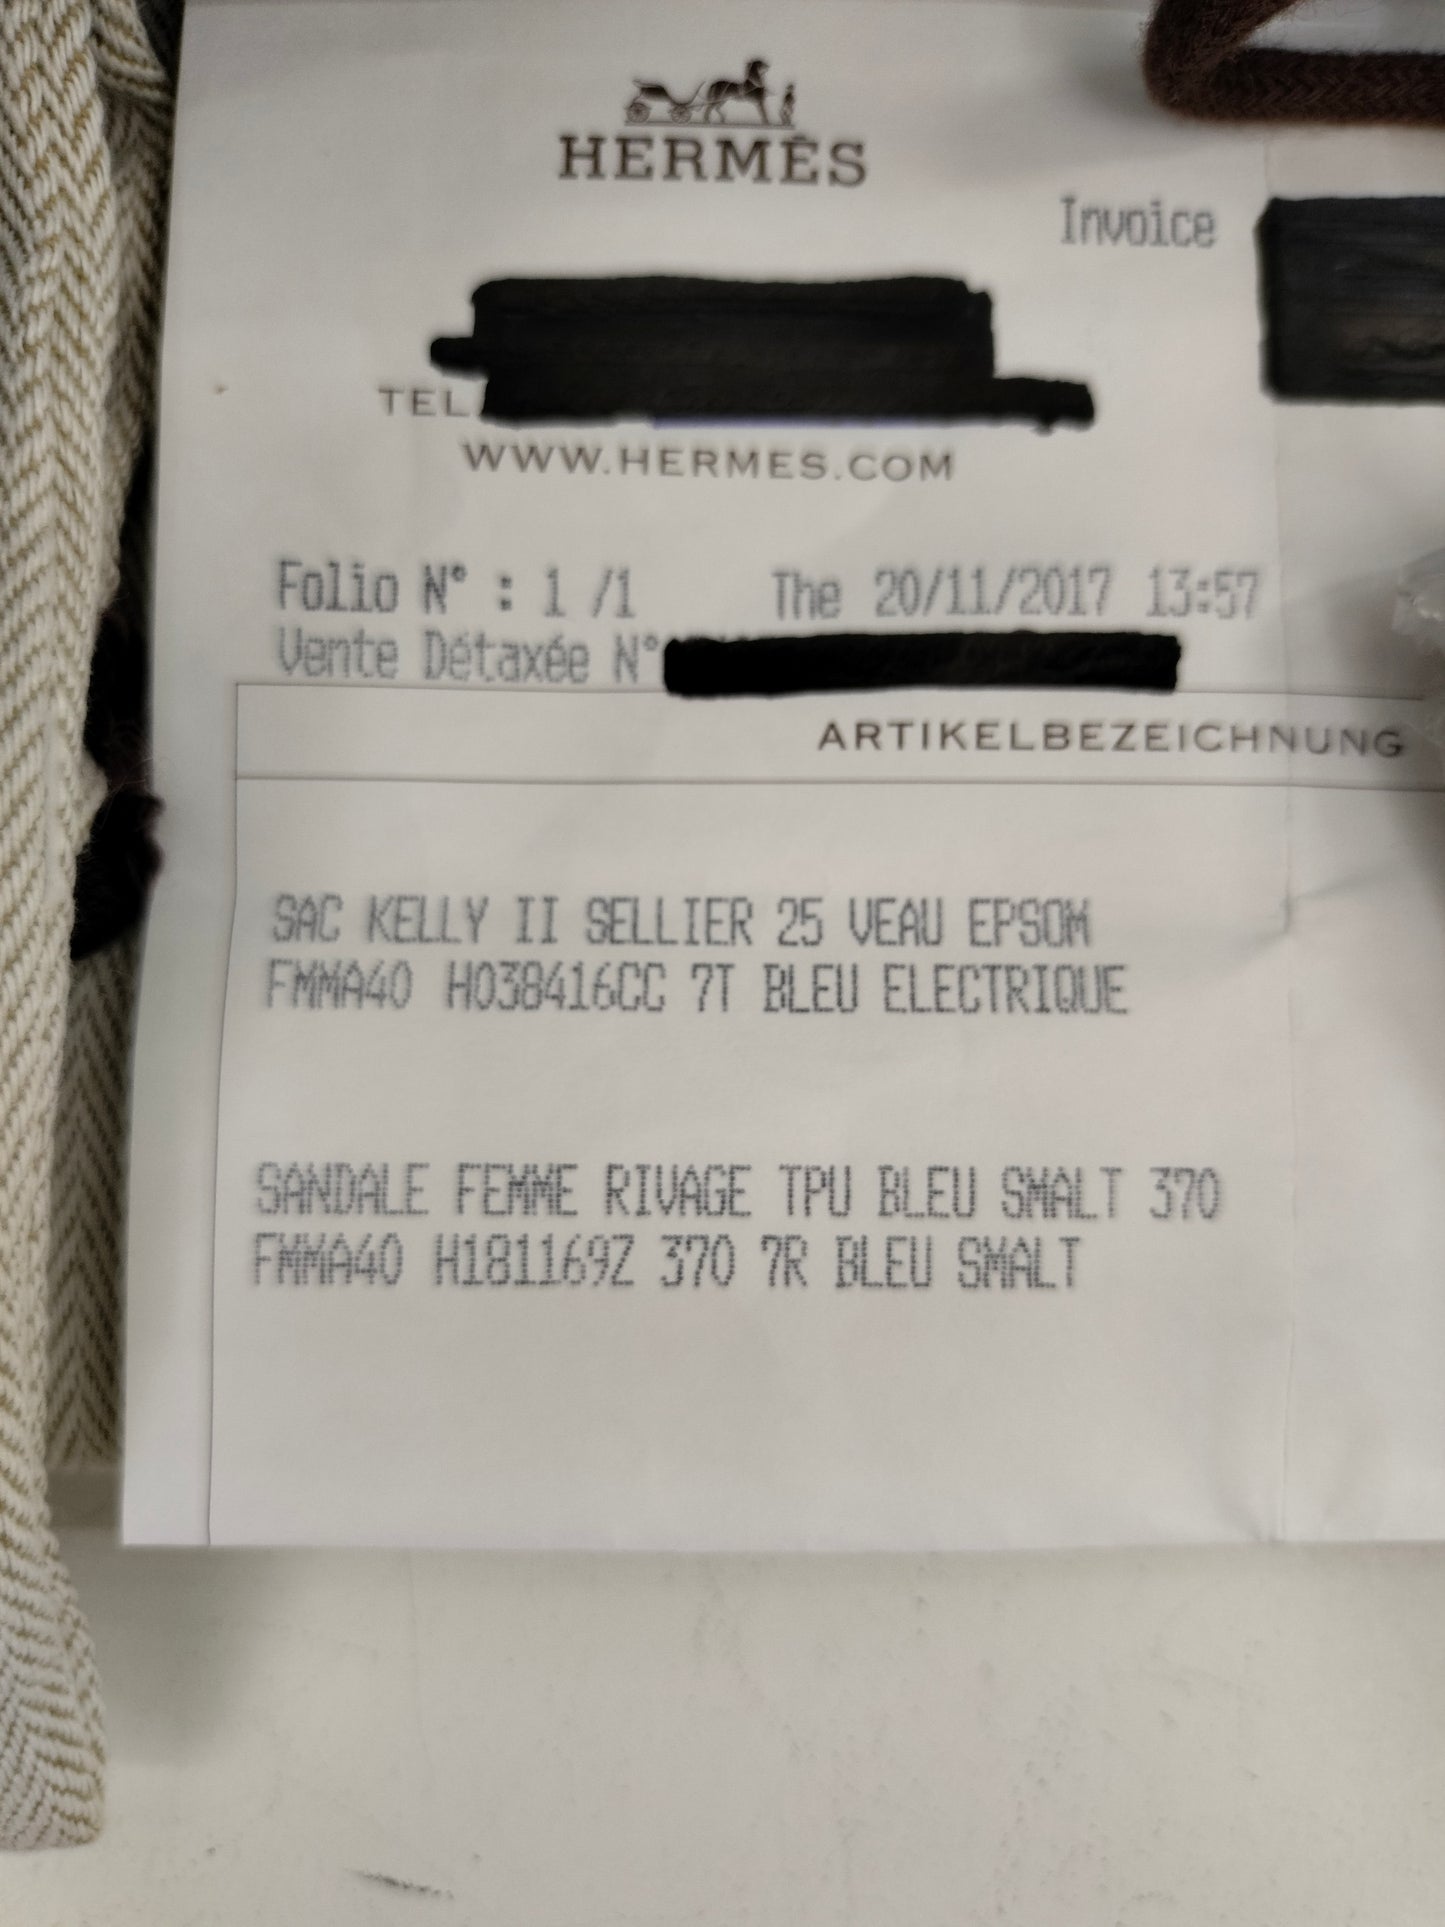 HERMÈS
Invoice
TEL
WWW.HERMES.COM
Folio N° : 1 /1 The 20/11/2017 13:57
Vente Détaxée N°
ARTIKELBEZEICHNUNG
SAC KELLY II SELLIER 25 VEAU EPSOM
FMMA40 H038416CC 7T BLEU ELECTRIQUE
SANDALE FEMME RIVAGE TPU BLEU SMALT 370
FMMA40 H181169Z 370 7R BLEU SMALT